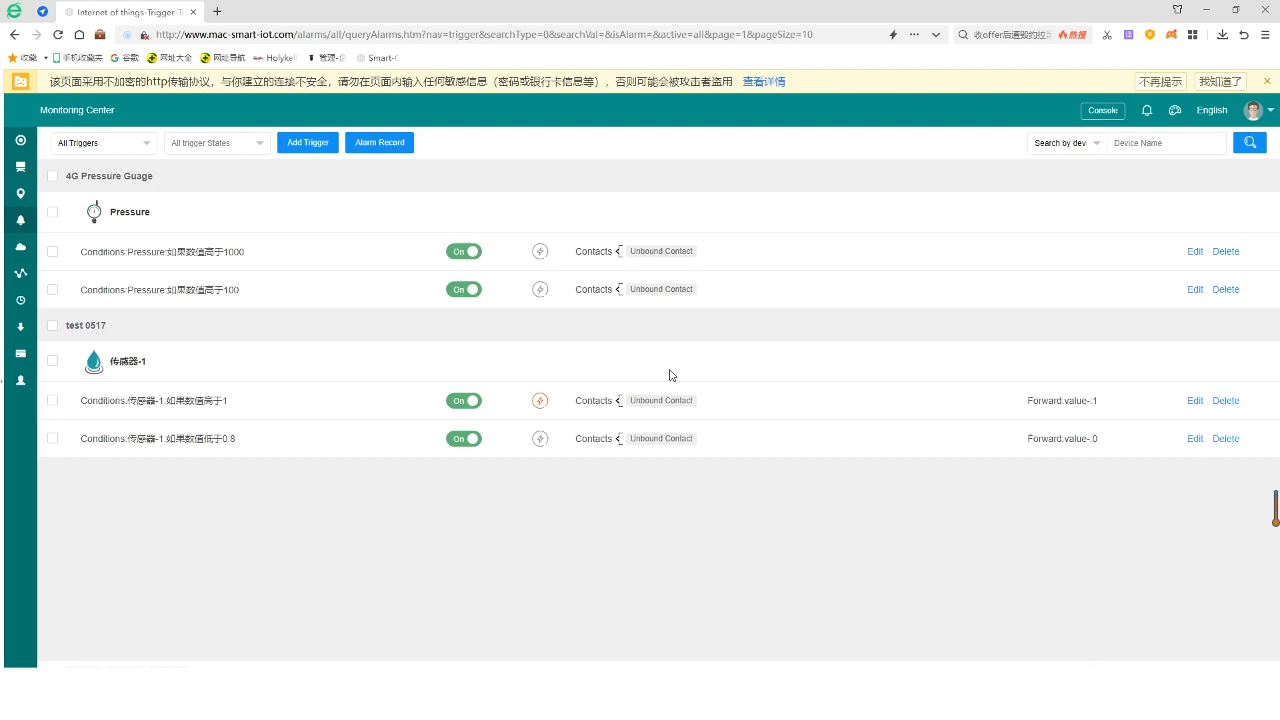 Internet of things-Trigger-T
http://www.mac-smart-iot.com/alarms/all/queryAlarms.htm?nav=trigger&searchType=0&searchVal=&isAlarm=&active=all&page=1&pageSize=10
收offer后遭毁约拉 热搜
收藏 手机收藏夹 谷歌 网址大全 网址导航 Holykell 管理-企 Smart-C
该页面采用不加密的http传输协议，与你建立的连接不安全，请勿在页面内输入任何敏感信息（密码或银行卡信息等），否则可能会被攻击者监用 查看详情 不再提示 我知道了
Monitoring Center Console English
All Triggers All trigger States Add Trigger Alarm Record Search by devi Device Name
4G Pressure Guage
Pressure
Conditions:Pressure:如果数值高于1000 On Contacts Unbound Contact Edit Delete
Conditions:Pressure:如果数值高于100 On Contacts Unbound Contact Edit Delete
test 0517
传感器-1
Conditions:传感器-1:如果数值高于1 On Contacts Unbound Contact Forward:value-:1 Edit Delete
Conditions:传感器-1:如果数值低于0.8 On Contacts Unbound Contact Forward:value-:0 Edit Delete